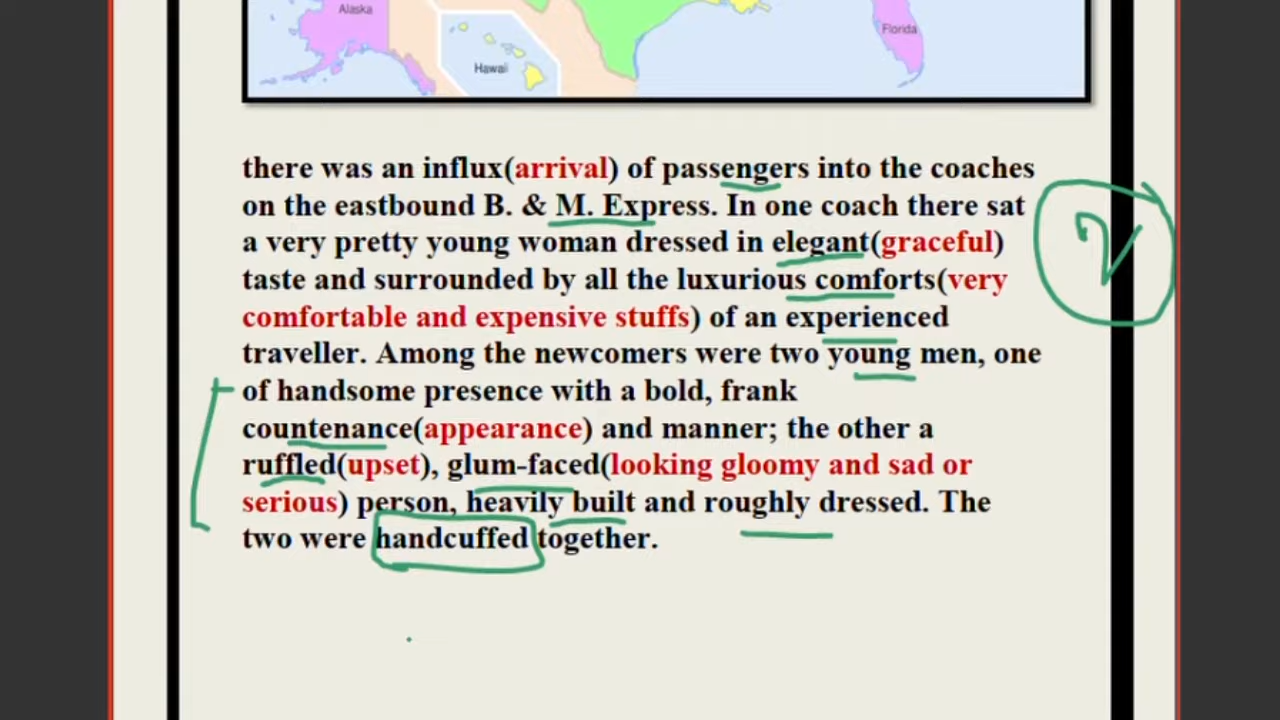 Alaska
Hawaii
Florida
there was an influx(arrival) of passengers into the coaches
on the eastbound B. & M. Express. In one coach there sat
a very pretty young woman dressed in elegant(graceful)
taste and surrounded by all the luxurious comforts(very
comfortable and expensive stuffs) of an experienced
traveller. Among the newcomers were two young men, one
of handsome presence with a bold, frank
countenance(appearance) and manner; the other a
ruffled(upset), glum-faced(looking gloomy and sad or
serious) person, heavily built and roughly dressed. The
two were handcuffed together.